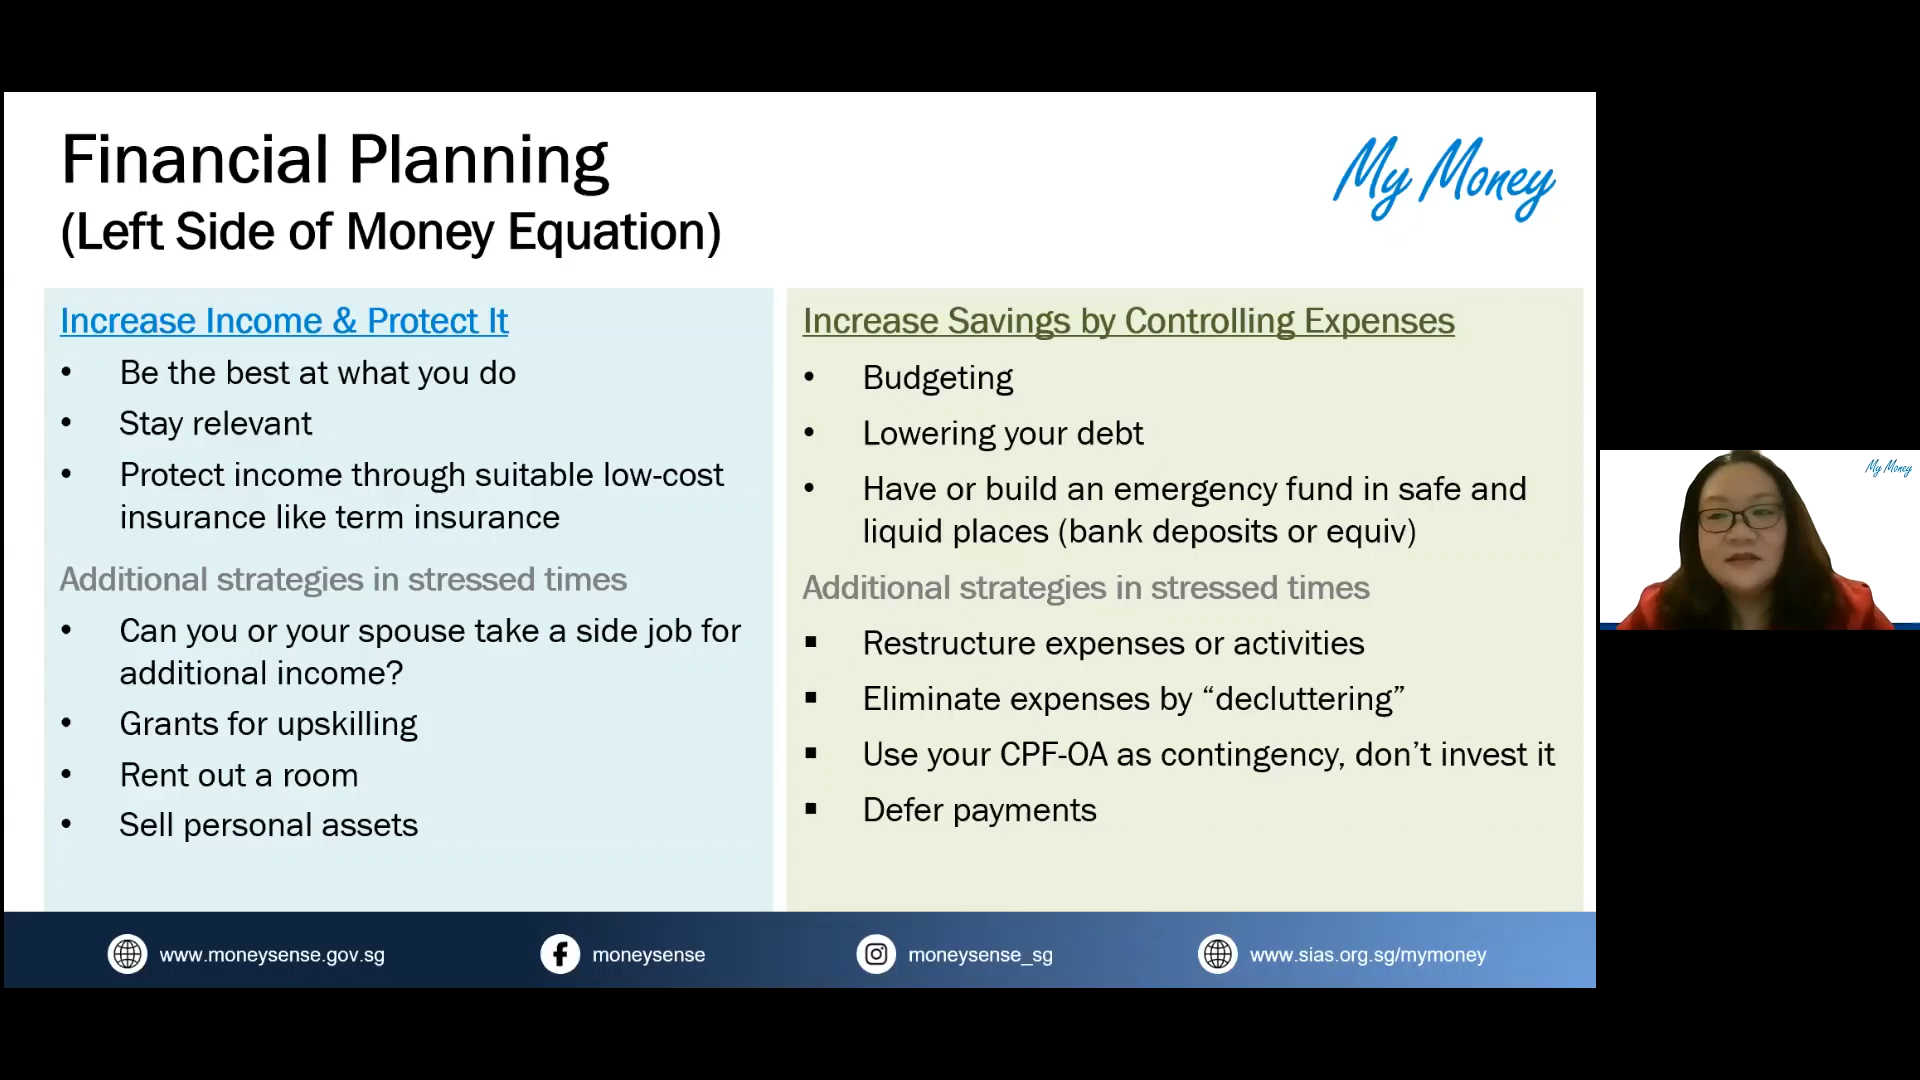 Financial Planning
(Left Side of Money Equation)
My Money
Increase Income & Protect It
• Be the best at what you do
• Stay relevant
• Protect income through suitable low-cost
insurance like term insurance
Additional strategies in stressed times
• Can you or your spouse take a side job for
additional income?
• Grants for upskilling
• Rent out a room
• Sell personal assets
Increase Savings by Controlling Expenses
• Budgeting
• Lowering your debt
• Have or build an emergency fund in safe and
liquid places (bank deposits or equiv)
Additional strategies in stressed times
▪ Restructure expenses or activities
▪ Eliminate expenses by “decluttering”
▪ Use your CPF-OA as contingency, don’t invest it
▪ Defer payments
www.moneysense.gov.sg
moneysense
moneysense_sg
www.sias.org.sg/mymoney
My Money